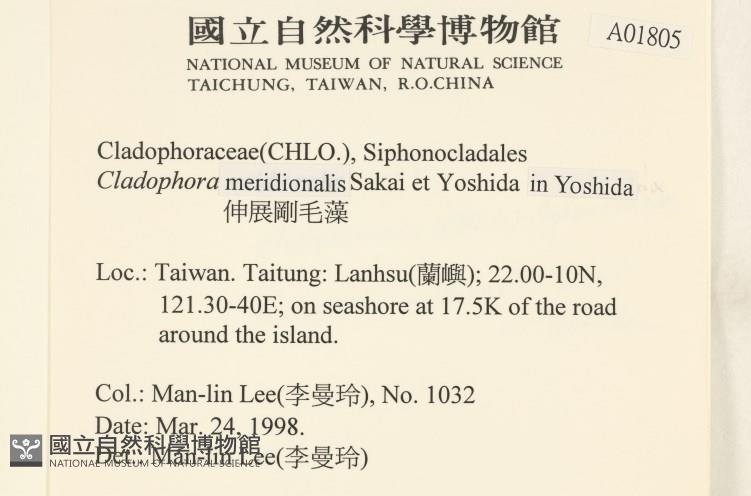 國立自然科學博物館
A01805
NATIONAL MUSEUM OF NATURAL SCIENCE
TAICHUNG, TAIWAN, R.O.CHINA
Cladophoraceae(CHLO.), Siphonocladales
Cladophora meridionalis Sakai et Yoshida in Yoshida
伸展剛毛藻
Loc.: Taiwan. Taitung: Lanhsu(蘭嶼); 22.00-10N,
121.30-40E; on seashore at 17.5K of the road
around the island.
Col.: Man-lin Lee(李曼玲), No. 1032
Date: Mar. 24, 1998.
Det.: Man-lin Lee(李曼玲)
國立自然科學博物館
NATIONAL MUSEUM OF NATURAL SCIENCE